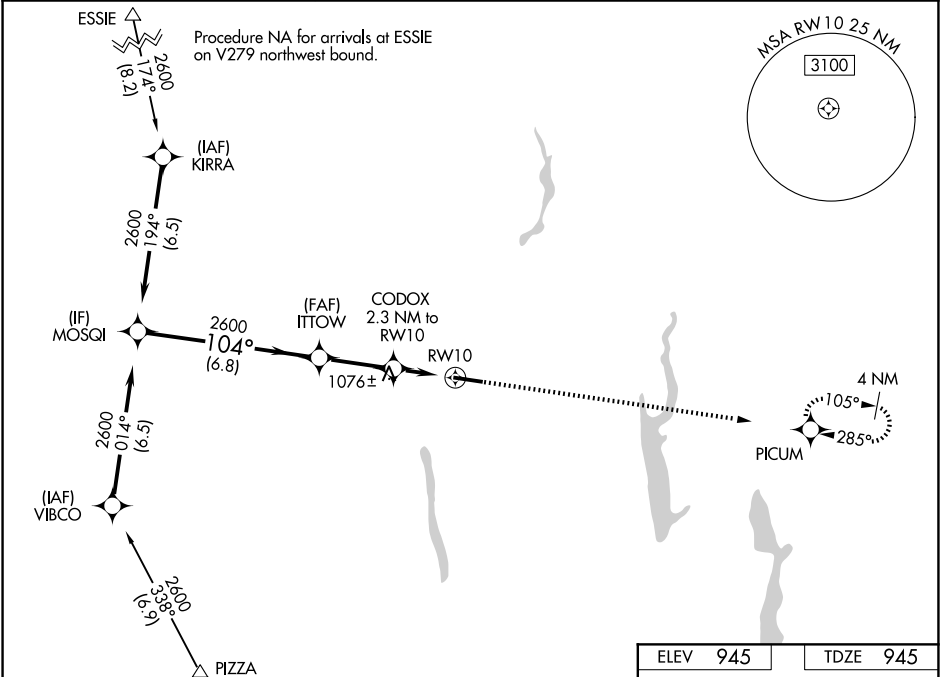 ESSIE
Procedure NA for arrivals at ESSIE
on V279 northwest bound.
2600
174°
(8.2)
MSA RW10 25 NM
3100
(IAF)
KIRRA
2600
194°
(6.5)
(IF)
MOSQI
2600
104°
(6.8)
(FAF)
ITTOW
CODOX
2.3 NM to
RW10
1076±
RW10
4 NM
105°
285°
PICUM
2600
014°
(6.5)
(IAF)
VIBCO
2600
338°
(6.9)
PIZZA
ELEV 945
TDZE 945